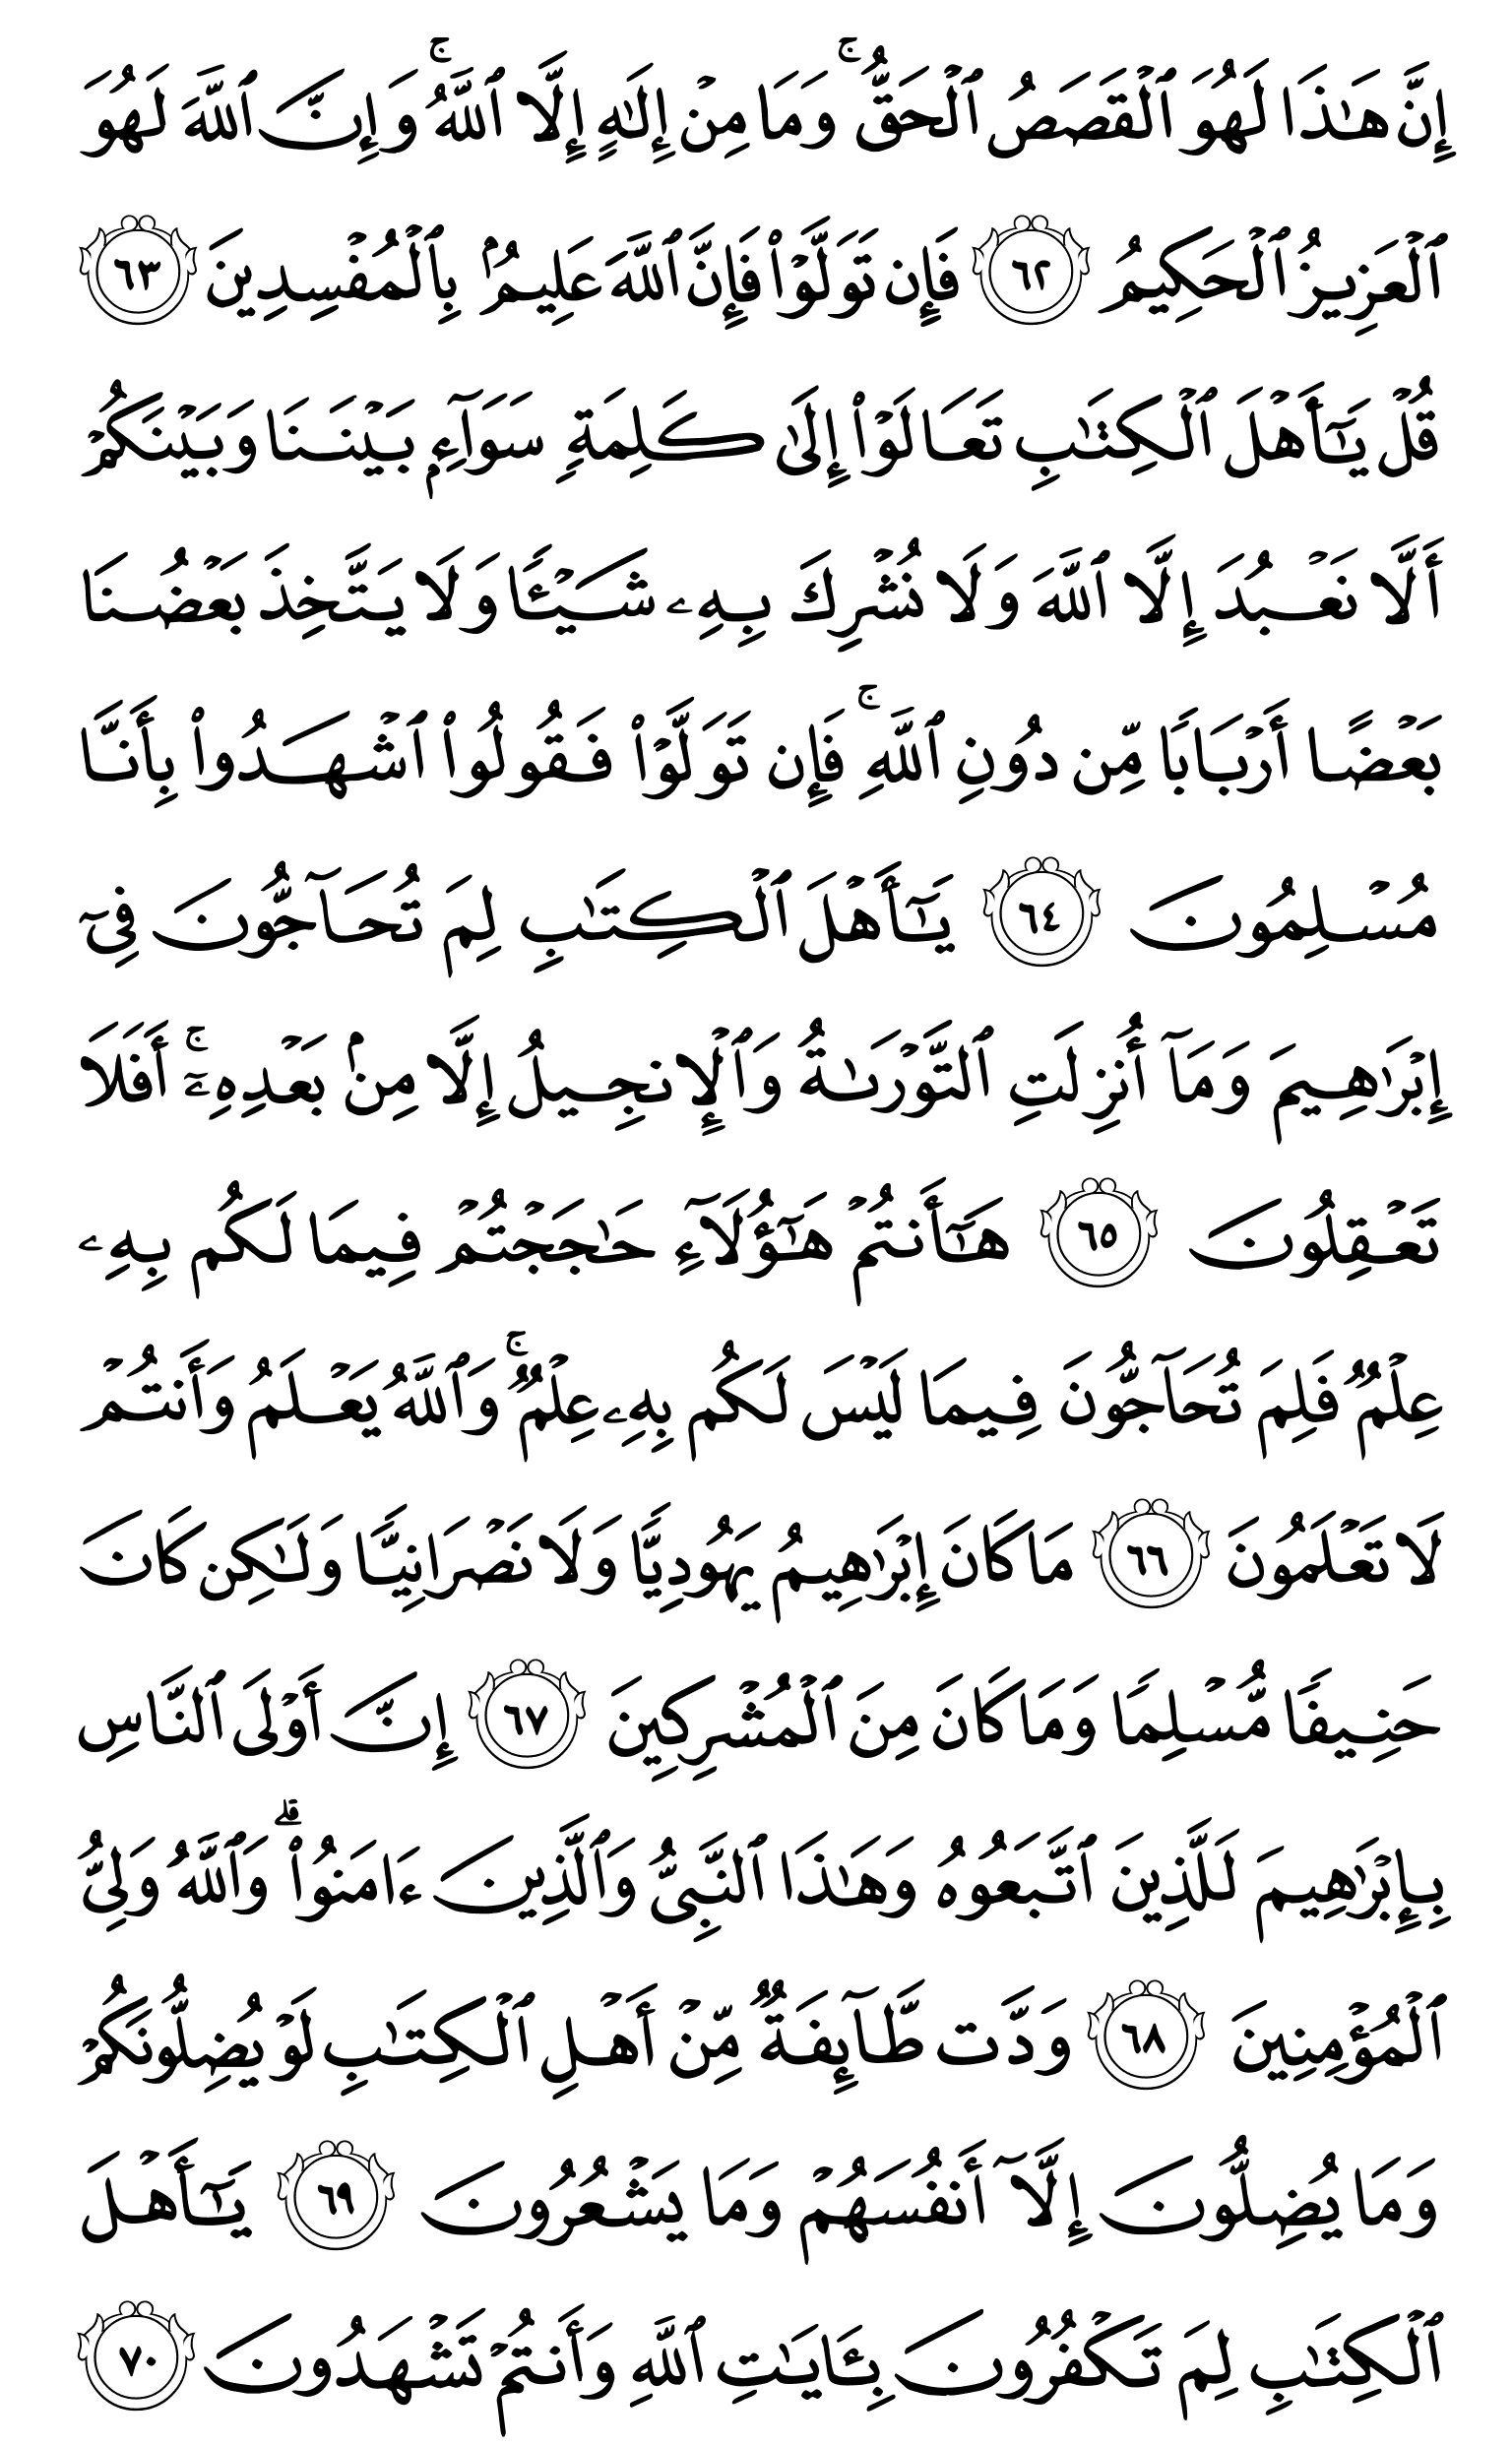 إِنَّ هَٰذَا لَهُوَ ٱلْقَصَصُ ٱلْحَقُّ ۚ وَمَا مِنْ إِلَٰهٍ إِلَّا ٱللَّهُ ۚ وَإِنَّ ٱللَّهَ لَهُوَ
ٱلْعَزِيزُ ٱلْحَكِيمُ ٦٢ فَإِن تَوَلَّوْا۟ فَإِنَّ ٱللَّهَ عَلِيمٌۢ بِٱلْمُفْسِدِينَ ٦٣
قُلْ يَٰٓأَهْلَ ٱلْكِتَٰبِ تَعَالَوْا۟ إِلَىٰ كَلِمَةٍ سَوَآءٍۭ بَيْنَنَا وَبَيْنَكُمْ
أَلَّا نَعْبُدَ إِلَّا ٱللَّهَ وَلَا نُشْرِكَ بِهِۦ شَيْـًٔا وَلَا يَتَّخِذَ بَعْضُنَا
بَعْضًا أَرْبَابًا مِّن دُونِ ٱللَّهِ ۚ فَإِن تَوَلَّوْا۟ فَقُولُوا۟ ٱشْهَدُوا۟ بِأَنَّا
مُسْلِمُونَ ٦٤ يَٰٓأَهْلَ ٱلْكِتَٰبِ لِمَ تُحَآجُّونَ فِىٓ
إِبْرَٰهِيمَ وَمَآ أُنزِلَتِ ٱلتَّوْرَىٰةُ وَٱلْإِنجِيلُ إِلَّا مِنۢ بَعْدِهِۦٓ ۚ أَفَلَا
تَعْقِلُونَ ٦٥ هَٰٓأَنتُمْ هَٰٓؤُلَآءِ حَٰجَجْتُمْ فِيمَا لَكُم بِهِۦ
عِلْمٌ فَلِمَ تُحَآجُّونَ فِيمَا لَيْسَ لَكُم بِهِۦ عِلْمٌ ۚ وَٱللَّهُ يَعْلَمُ وَأَنتُمْ
لَا تَعْلَمُونَ ٦٦ مَا كَانَ إِبْرَٰهِيمُ يَهُودِيًّا وَلَا نَصْرَانِيًّا وَلَٰكِن كَانَ
حَنِيفًا مُّسْلِمًا وَمَا كَانَ مِنَ ٱلْمُشْرِكِينَ ٦٧ إِنَّ أَوْلَى ٱلنَّاسِ
بِإِبْرَٰهِيمَ لَلَّذِينَ ٱتَّبَعُوهُ وَهَٰذَا ٱلنَّبِىُّ وَٱلَّذِينَ ءَامَنُوا۟ ۗ وَٱللَّهُ وَلِىُّ
ٱلْمُؤْمِنِينَ ٦٨ وَدَّت طَّآئِفَةٌ مِّنْ أَهْلِ ٱلْكِتَٰبِ لَوْ يُضِلُّونَكُمْ
وَمَا يُضِلُّونَ إِلَّآ أَنفُسَهُمْ وَمَا يَشْعُرُونَ ٦٩ يَٰٓأَهْلَ
ٱلْكِتَٰبِ لِمَ تَكْفُرُونَ بِـَٔايَٰتِ ٱللَّهِ وَأَنتُمْ تَشْهَدُونَ ٧٠